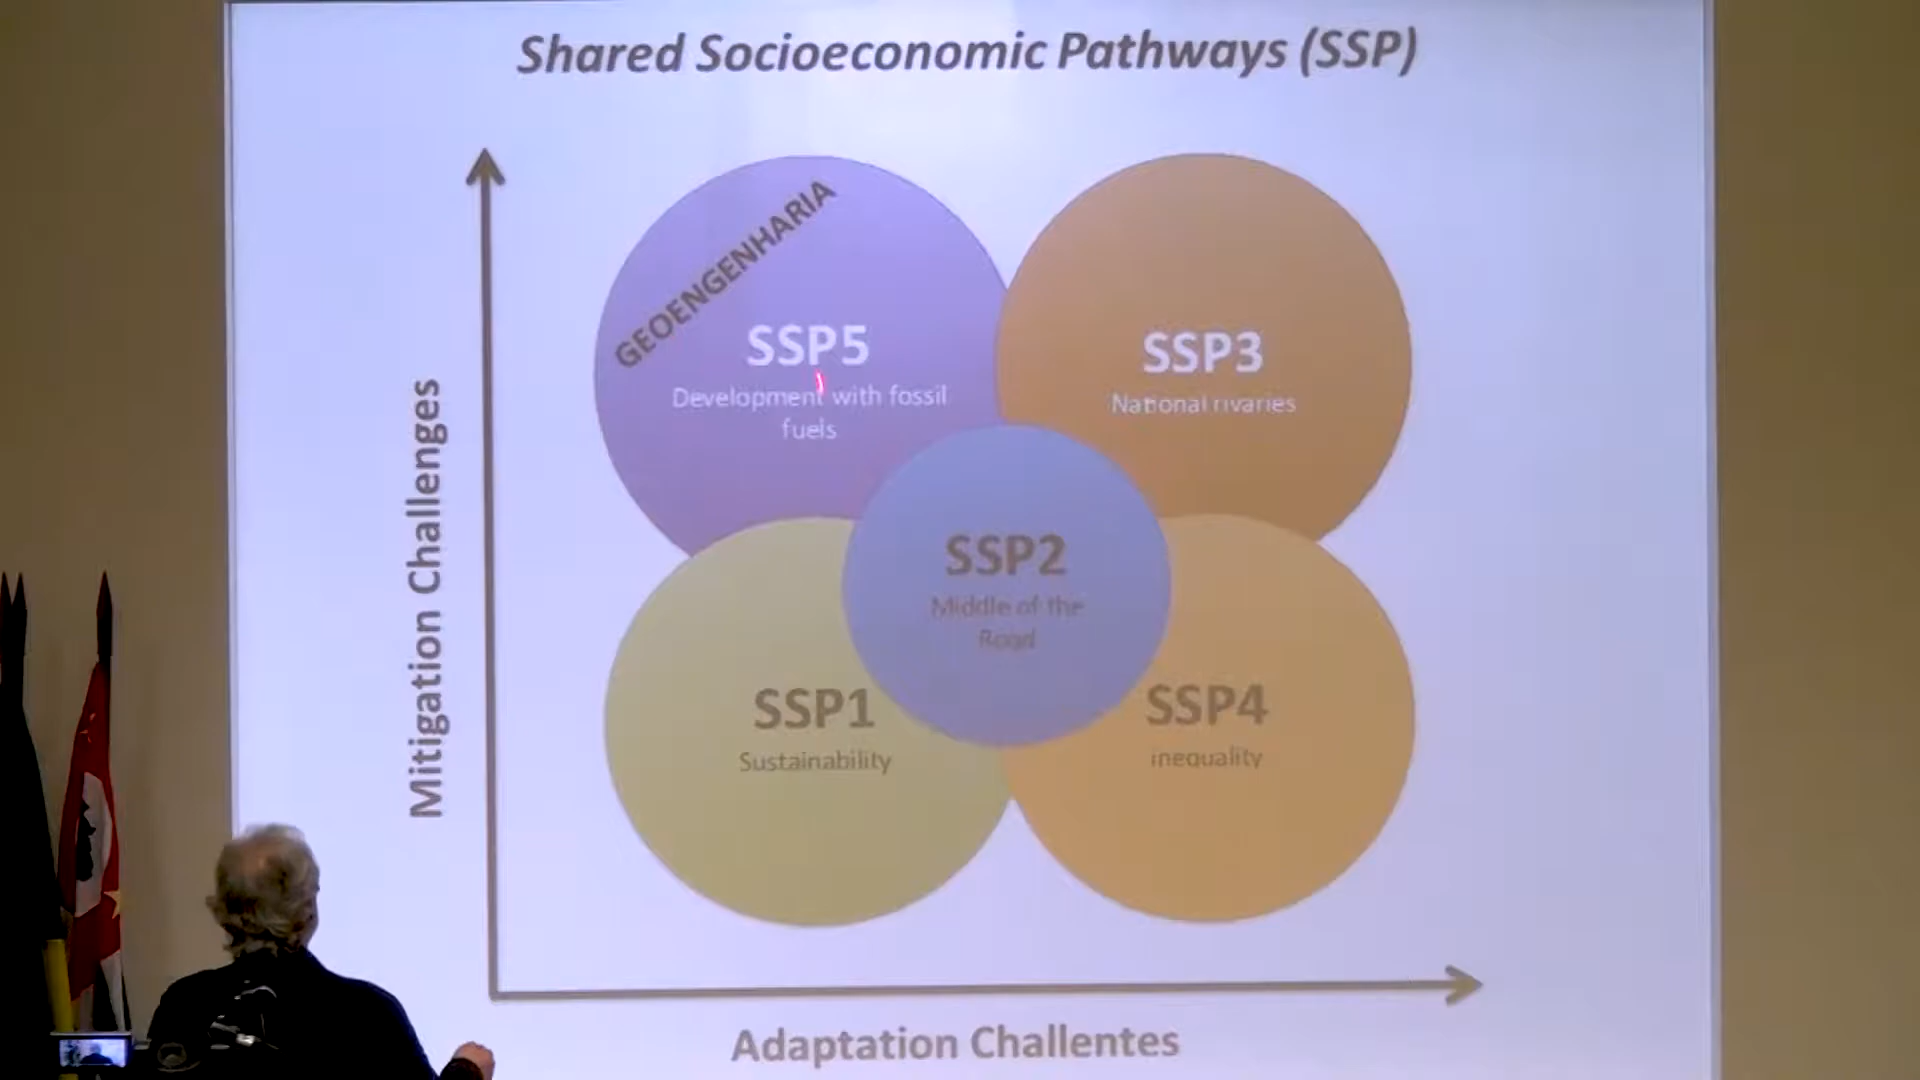 Shared Socioeconomic Pathways (SSP)
Mitigation Challenges
GEOENGENHARIA
SSP5
Development with fossil
fuels
SSP3
National rivaries
SSP2
Middle of the
Road
SSP1
Sustainability
SSP4
inequality
Adaptation Challentes